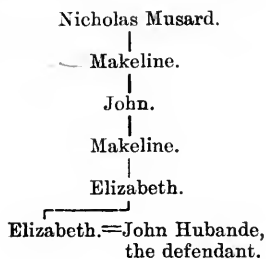 Nicholas Musard.
Makeline.
John.
Makeline.
Elizabeth.
Elizabeth.=John Hubande,
the defendant.